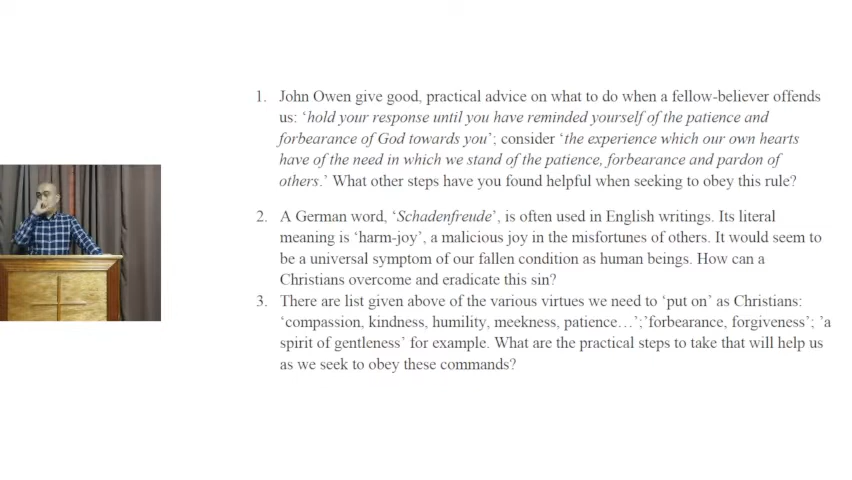 1. John Owen give good, practical advice on what to do when a fellow-believer offends
us: ‘hold your response until you have reminded yourself of the patience and
forbearance of God towards you’; consider ‘the experience which our own hearts
have of the need in which we stand of the patience, forbearance and pardon of
others.’ What other steps have you found helpful when seeking to obey this rule?
2. A German word, ‘Schadenfreude’, is often used in English writings. Its literal
meaning is ‘harm-joy’, a malicious joy in the misfortunes of others. It would seem to
be a universal symptom of our fallen condition as human beings. How can a
Christians overcome and eradicate this sin?
3. There are list given above of the various virtues we need to ‘put on’ as Christians:
‘compassion, kindness, humility, meekness, patience…’;’forbearance, forgiveness’; ’a
spirit of gentleness’ for example. What are the practical steps to take that will help us
as we seek to obey these commands?